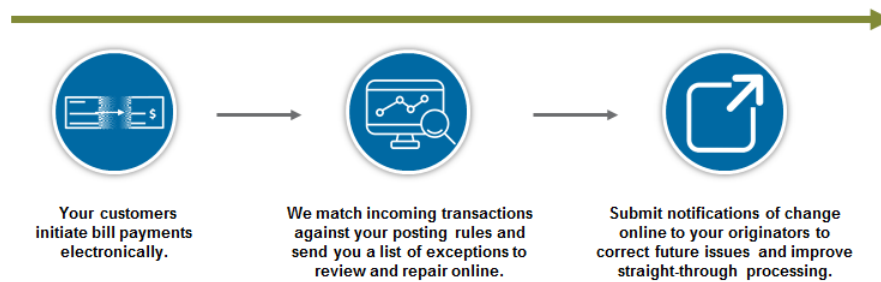 $
Your customers
initiate bill payments
electronically.
We match incoming transactions
against your posting rules and
send you a list of exceptions to
review and repair online.
Submit notifications of change
online to your originators to
correct future issues and improve
straight-through processing.